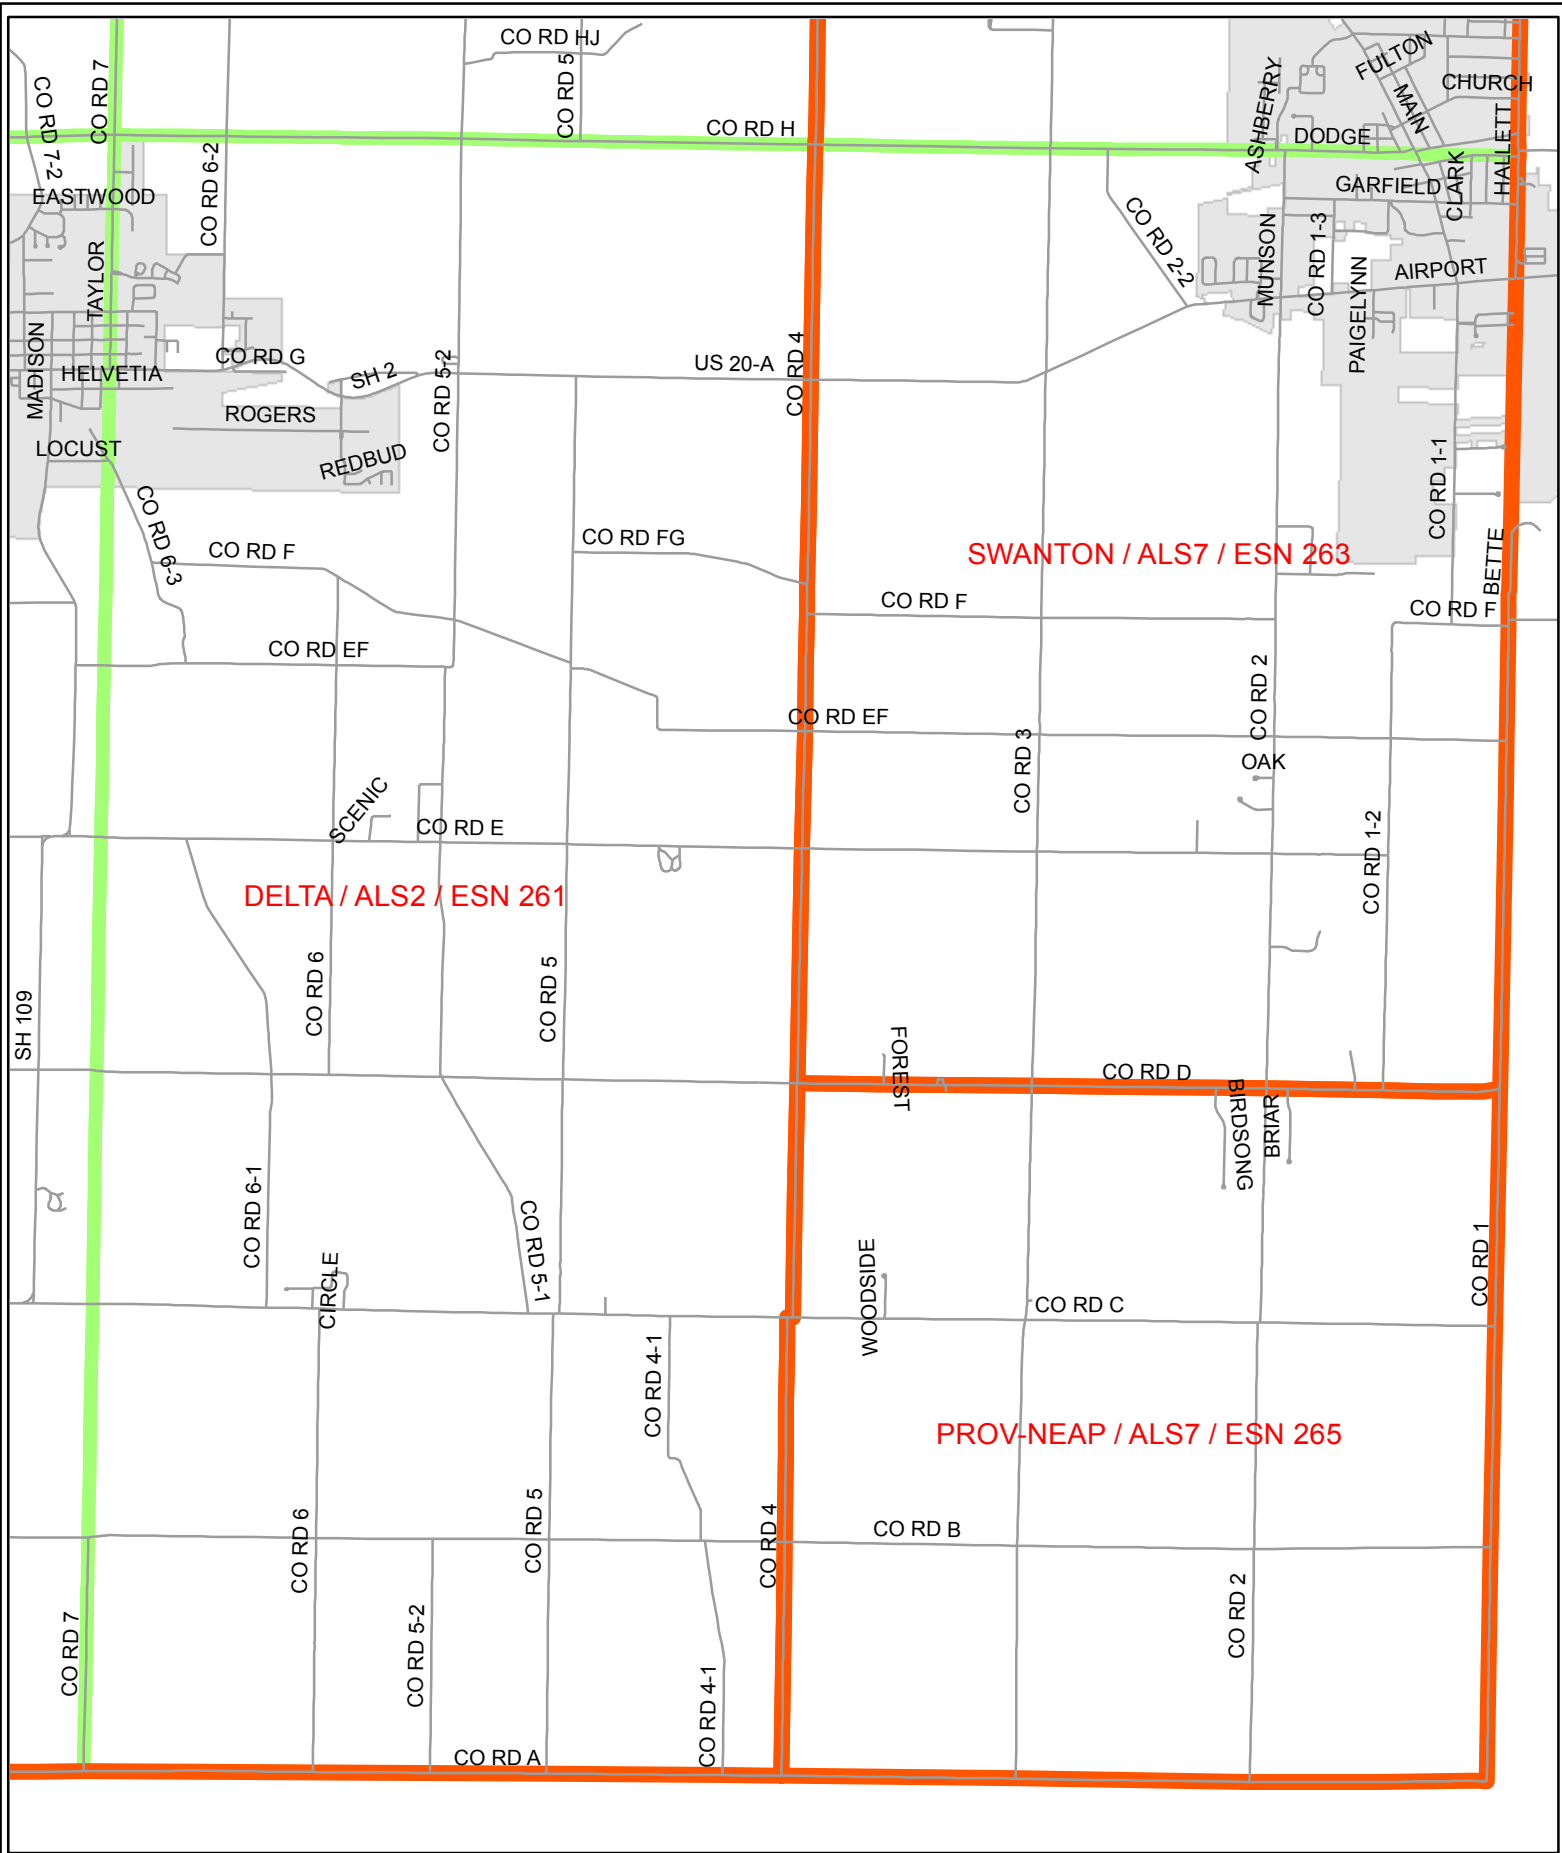 CO RD HJ
CO RD 5
CO RD 7
CO RD 7-2
CO RD H
CO RD 6-2
EASTWOOD
TAYLOR
MADISON
HELVETIA
CO RD G
SH 2
ROGERS
REDBUD
LOCUST
CO RD 5-2
US 20-A
CO RD 4
ASHBERRY
FULTON
MAIN
CHURCH
DODGE
HALLETT
CLARK
GARFIELD
CO RD 2-2
MUNSON
CO RD 1-3
PAIGELYNN
AIRPORT
CO RD 1-1
BETTE
CO RD 6-3
CO RD F
CO RD FG
SWANTON / ALS7 / ESN 263
CO RD F
CO RD F
CO RD EF
CO RD EF
CO RD 2
CO RD 3
OAK
SCENIC
CO RD E
CO RD 1-2
DELTA / ALS2 / ESN 261
CO RD 6
CO RD 5
SH 109
FOREST
CO RD D
BIRDSONG
BRIAR
CO RD 6-1
CIRCLE
CO RD 5-1
WOODSIDE
CO RD C
CO RD 1
CO RD 4-1
PROV-NEAP / ALS7 / ESN 265
CO RD 6
CO RD 5
CO RD 4
CO RD B
CO RD 7
CO RD 5-2
CO RD 4-1
CO RD 2
CO RD A